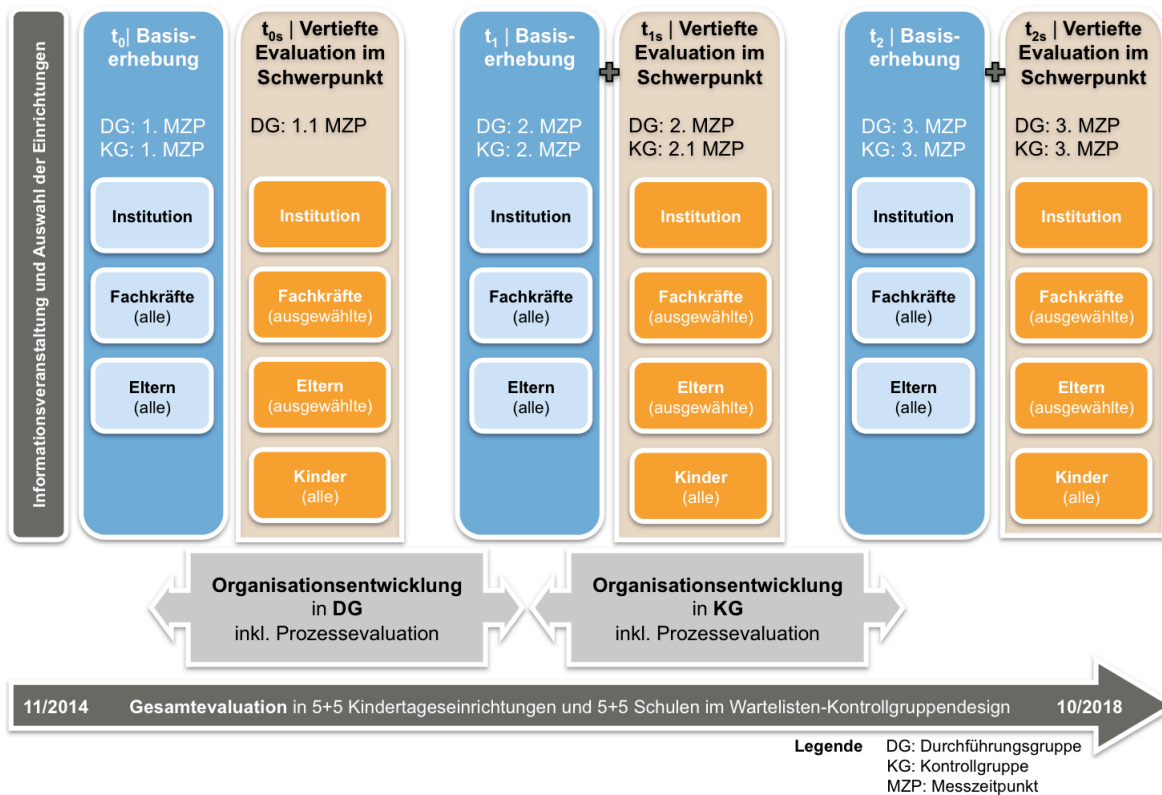 Informationsveranstaltung und Auswahl der Einrichtungen
t0| Basis-
erhebung
DG: 1. MZP
KG: 1. MZP
Institution
Fachkräfte
(alle)
Eltern
(alle)
t0s | Vertiefte
Evaluation im
Schwerpunkt
DG: 1.1 MZP
Institution
Fachkräfte
(ausgewählte)
Eltern
(ausgewählte)
Kinder
(alle)
t1 | Basis-
erhebung
DG: 2. MZP
KG: 2. MZP
Institution
Fachkräfte
(alle)
Eltern
(alle)
t1s | Vertiefte
Evaluation im
Schwerpunkt
DG: 2. MZP
KG: 2.1 MZP
Institution
Fachkräfte
(ausgewählte)
Eltern
(ausgewählte)
Kinder
(alle)
t2 | Basis-
erhebung
DG: 3. MZP
KG: 3. MZP
Institution
Fachkräfte
(alle)
Eltern
(alle)
t2s | Vertiefte
Evaluation im
Schwerpunkt
DG: 3. MZP
KG: 3. MZP
Institution
Fachkräfte
(ausgewählte)
Eltern
(ausgewählte)
Kinder
(alle)
Organisationsentwicklung
in DG
inkl. Prozessevaluation
Organisationsentwicklung
in KG
inkl. Prozessevaluation
11/2014 Gesamtevaluation in 5+5 Kindertageseinrichtungen und 5+5 Schulen im Wartelisten-Kontrollgruppendesign 10/2018
Legende DG: Durchführungsgruppe
KG: Kontrollgruppe
MZP: Messzeitpunkt